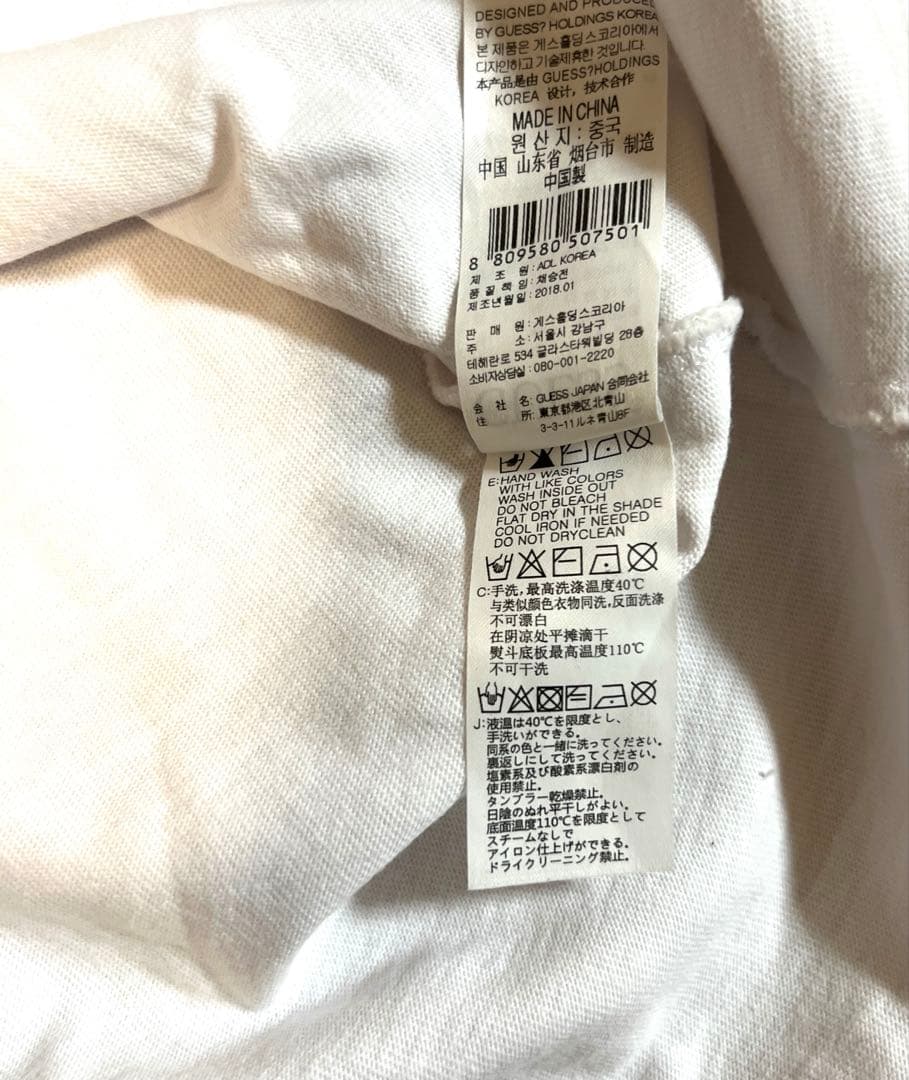 DESIGNED AND PRODUCED
BY GUESS? HOLDINGS KOREA
본 제품은 게스홀딩스코리아에서
디자인하고 기술제휴한 것입니다.
本产品是由 GUESS?HOLDINGS
KOREA 设计, 技术合作
MADE IN CHINA
원 산 지 : 중국
中国 山东省 烟台市 制造
中国製
8 809580 507501
제 조 원 : ADL KOREA
품 질 책 임 : 채승전
제조년월일 : 2018.01
판 매 원 : 게스홀딩스코리아
주 소 : 서울시 강남구
테헤란로 534 글라스타워빌딩 28층
소비자상담실 : 080-001-2220
会 社 名: GUESS JAPAN 合同会社
住 所: 東京都港区北青山
3-3-11ルネ青山8F
E:HAND WASH
WITH LIKE COLORS
WASH INSIDE OUT
DO NOT BLEACH
FLAT DRY IN THE SHADE
COOL IRON IF NEEDED
DO NOT DRYCLEAN
C:手洗,最高洗涤温度40℃
与类似颜色衣物同洗,反面洗涤
不可漂白
在阴凉处平摊滴干
熨斗底板最高温度110℃
不可干洗
J:液温は40℃を限度とし、
手洗いができる。
同系の色と一緒に洗ってください。
裏返しにして洗ってください。
塩素系及び酸素系漂白剤の
使用禁止。
タンブラー乾燥禁止。
日陰のぬれ平干しがよい。
底面温度110℃を限度として
スチームなしで
アイロン仕上げができる。
ドライクリーニング禁止。